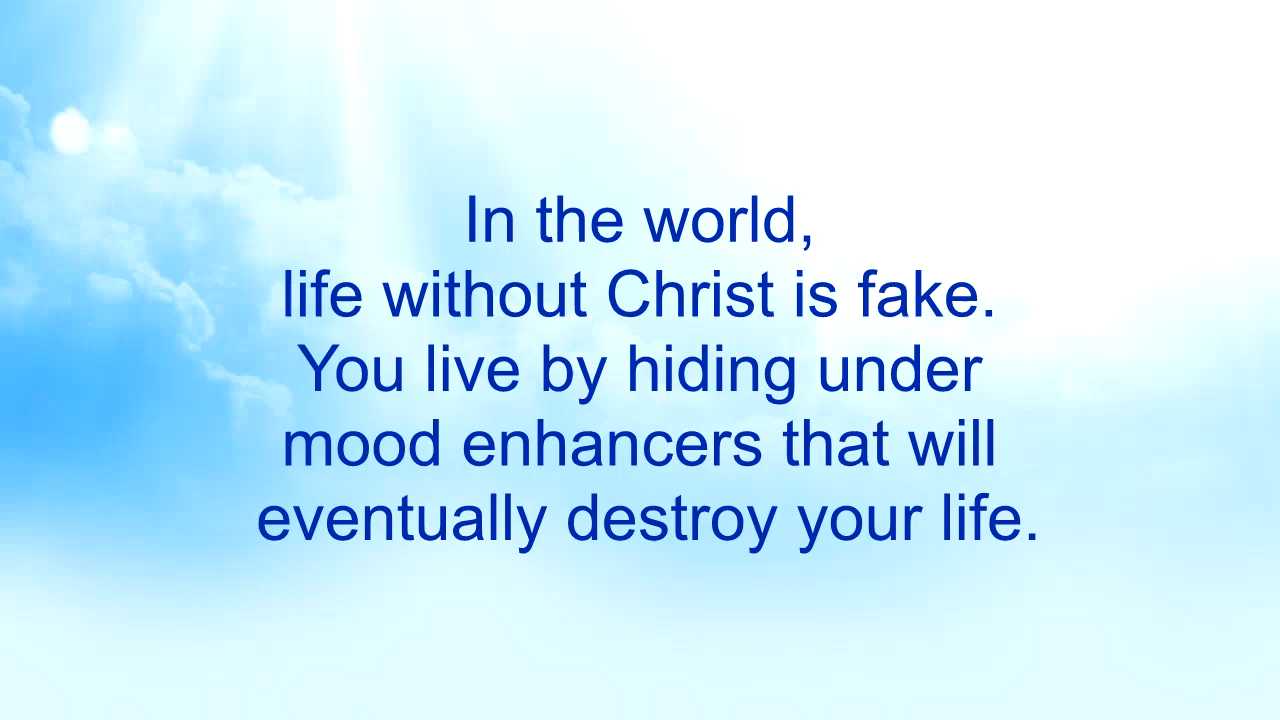 In the world,
life without Christ is fake.
You live by hiding under
mood enhancers that will
eventually destroy your life.